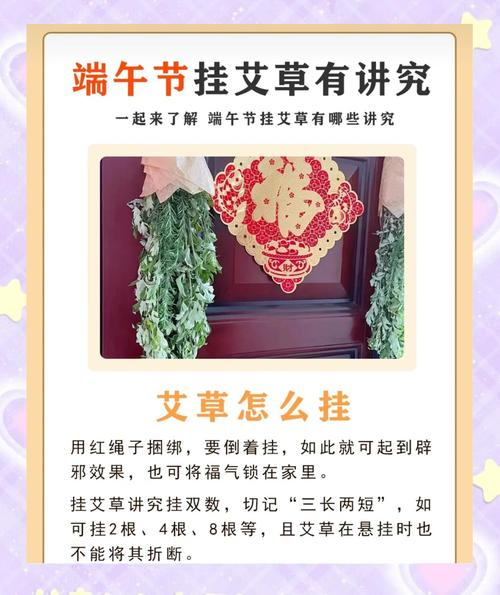 端午节挂艾草有讲究
一起来了解 端午节挂艾草有哪些讲究
福
财
艾草怎么挂
用红绳子捆绑，要倒着挂，如此就可起到辟
邪效果，也可将福气锁在家里。
挂艾草讲究挂双数，切记“三长两短”，如
可挂2根、4根、8根等，且艾草在悬挂时也
不能将其折断。